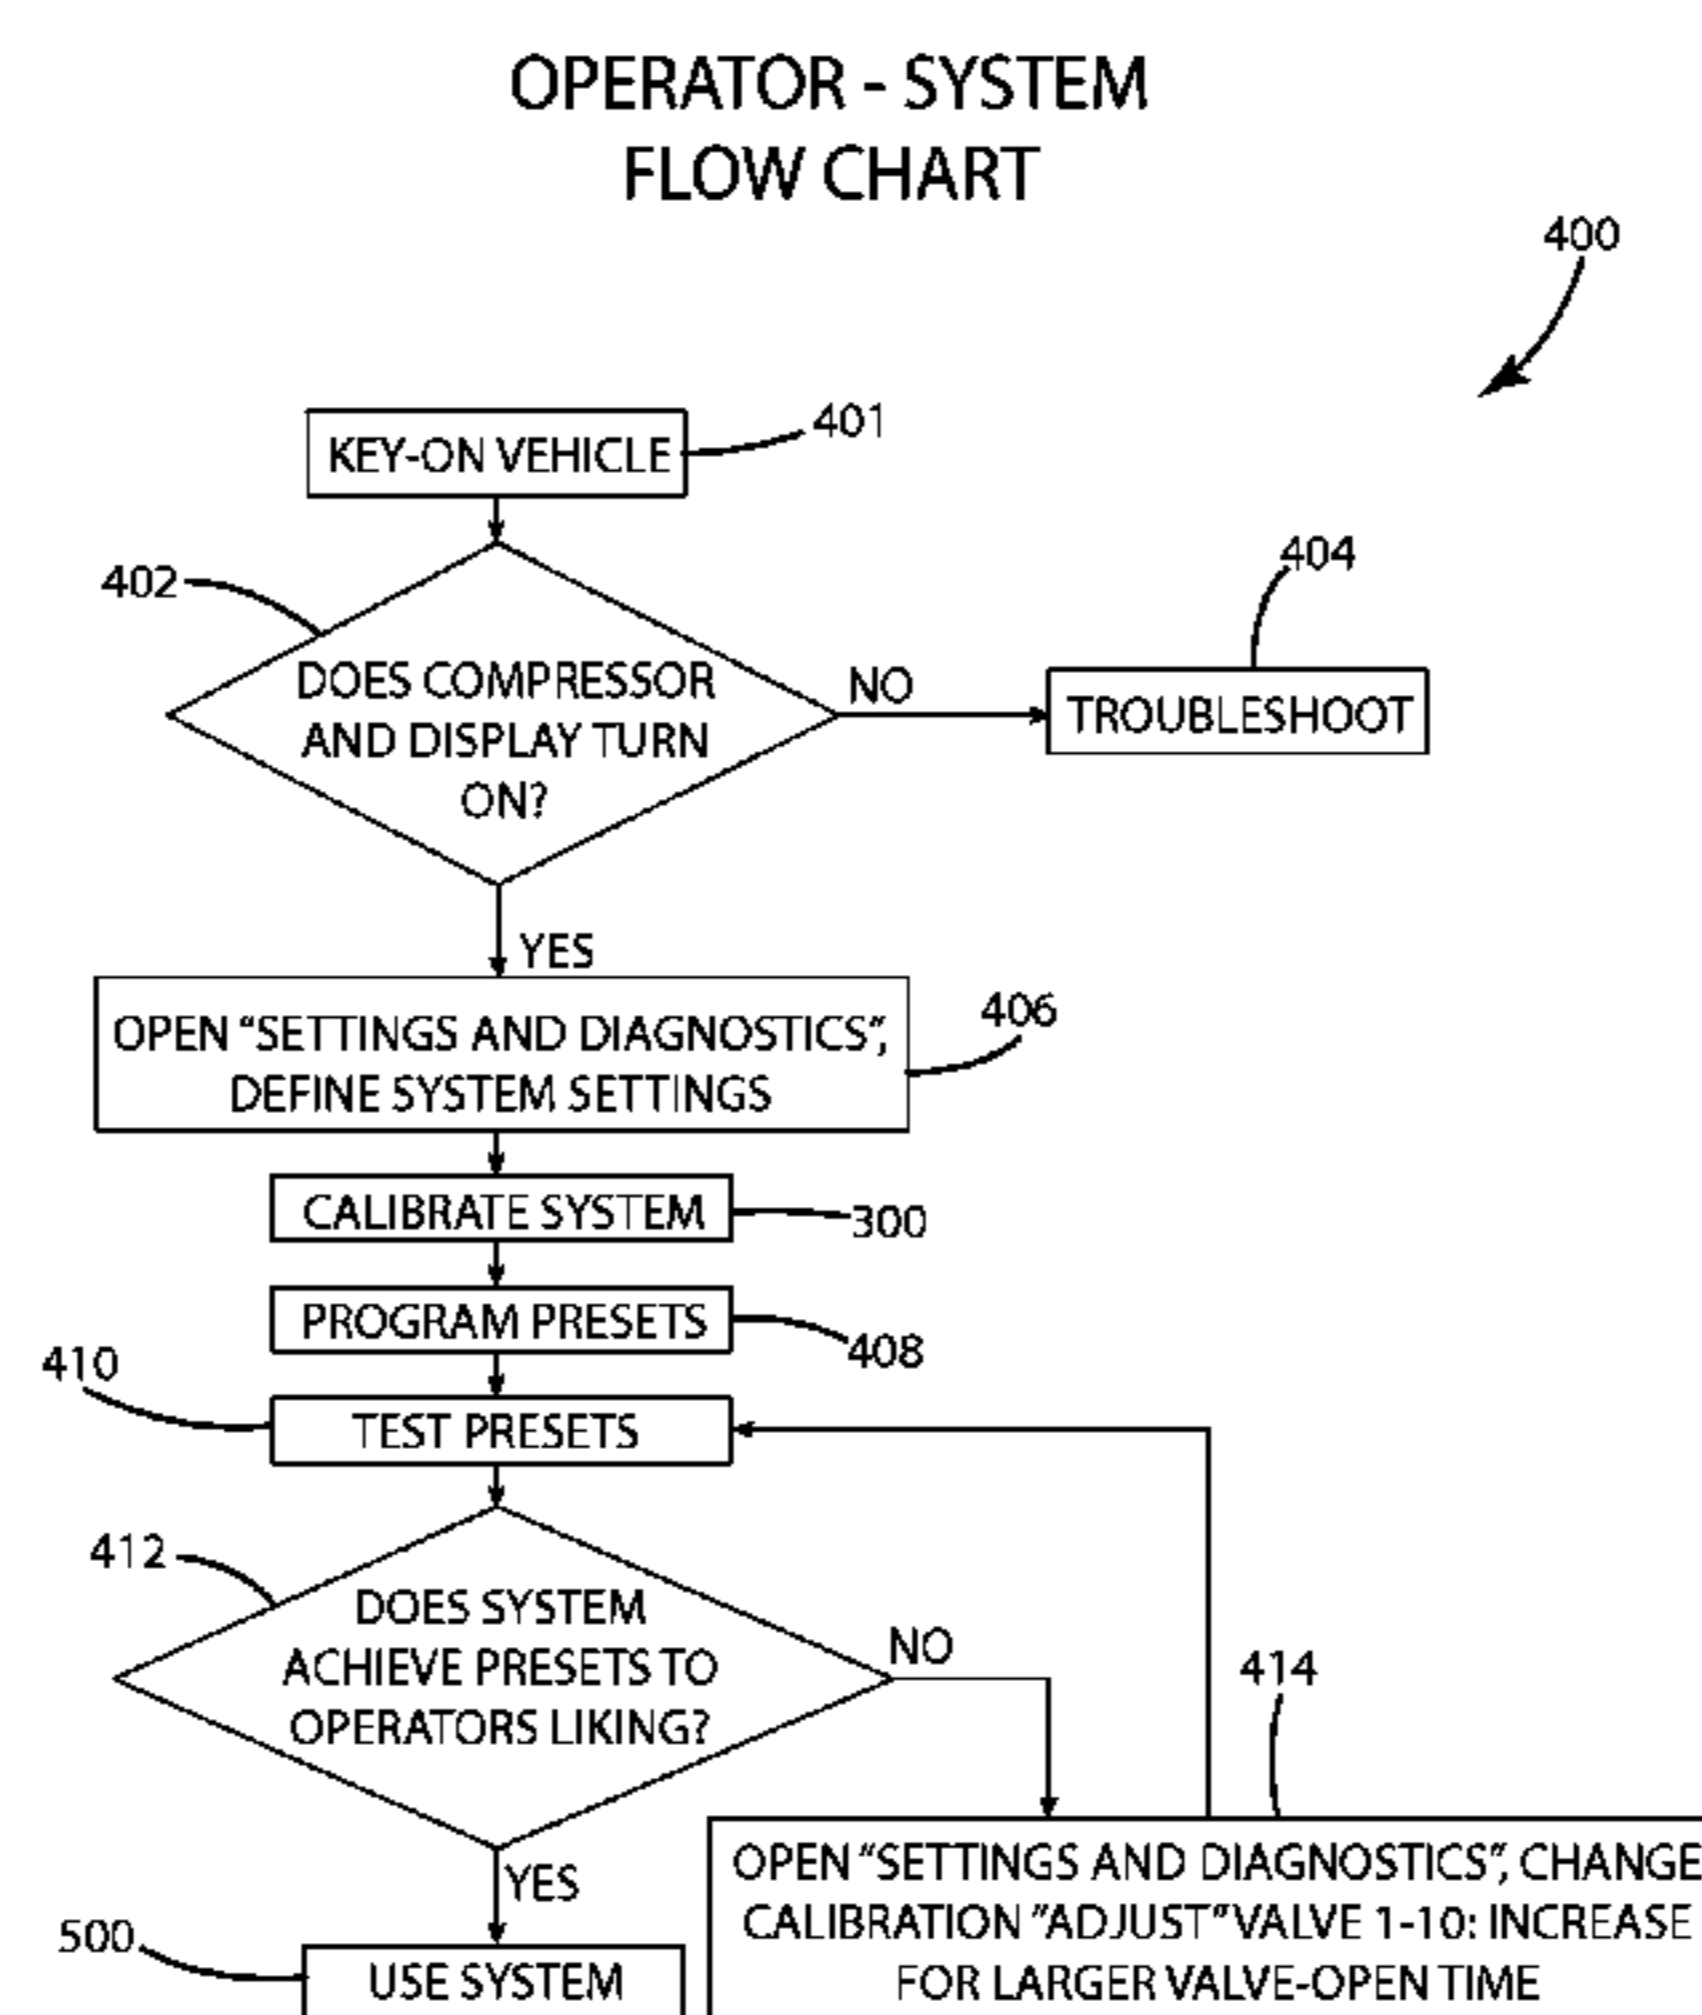 OPERATOR - SYSTEM
FLOW CHART
400
KEY-ON VEHICLE
401
402
DOES COMPRESSOR
AND DISPLAY TURN
ON?
NO
404
TROUBLESHOOT
YES
OPEN “SETTINGS AND DIAGNOSTICS”,
DEFINE SYSTEM SETTINGS
406
CALIBRATE SYSTEM
300
PROGRAM PRESETS
408
410
TEST PRESETS
412
DOES SYSTEM
ACHIEVE PRESETS TO
OPERATORS LIKING?
NO
414
YES
OPEN “SETTINGS AND DIAGNOSTICS”, CHANGE
CALIBRATION ”ADJUST” VALVE 1-10: INCREASE
FOR LARGER VALVE-OPEN TIME
500
USE SYSTEM